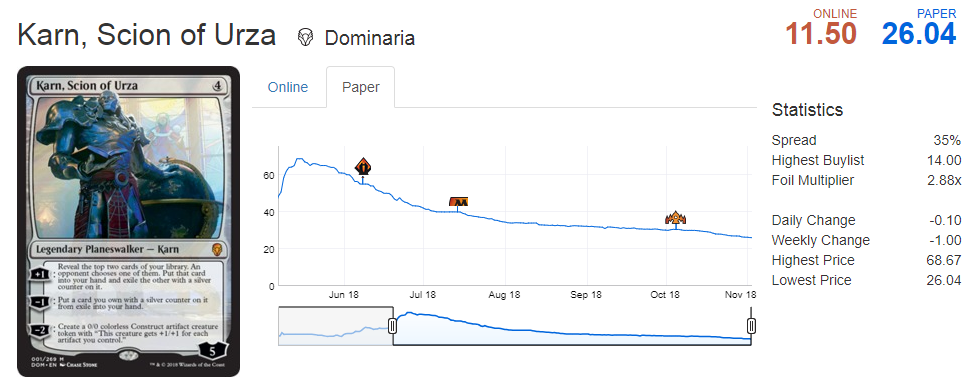 Karn, Scion of Urza
Dominaria
ONLINE
11.50
PAPER
26.04
Karn, Scion of Urza 4
Legendary Planeswalker — Karn
+1: Reveal the top two cards of your library. An
opponent chooses one of them. Put that card
into your hand and exile the other with a silver
counter on it.
−1: Put a card you own with a silver counter on it
from exile into your hand.
−2: Create a 0/0 colorless Construct artifact creature
token with "This creature gets +1/+1 for each
artifact you control."
5
001/269 M
DOM • EN CHASE STONE
™ & © 2018 Wizards of the Coast
Online
Paper
60
40
20
0
Jun 18
Jul 18
Aug 18
Sep 18
Oct 18
Nov 18
Statistics
Spread 35%
Highest Buylist 14.00
Foil Multiplier 2.88x
Daily Change -0.10
Weekly Change -1.00
Highest Price 68.67
Lowest Price 26.04